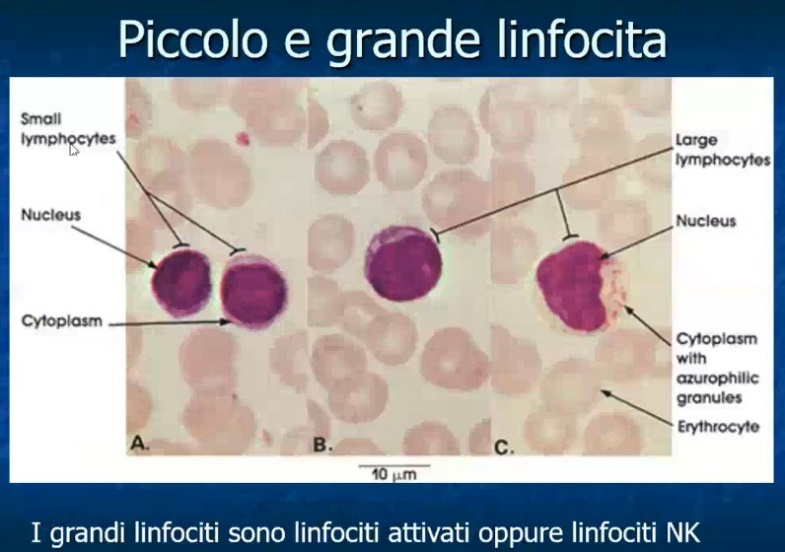 Piccolo e grande linfocita
Small
lymphocytes
Nucleus
Cytoplasm
Large
lymphocytes
Nucleus
Cytoplasm
with
azurophilic
granules
Erythrocyte
A.
B.
C.
10 µm
I grandi linfociti sono linfociti attivati oppure linfociti NK